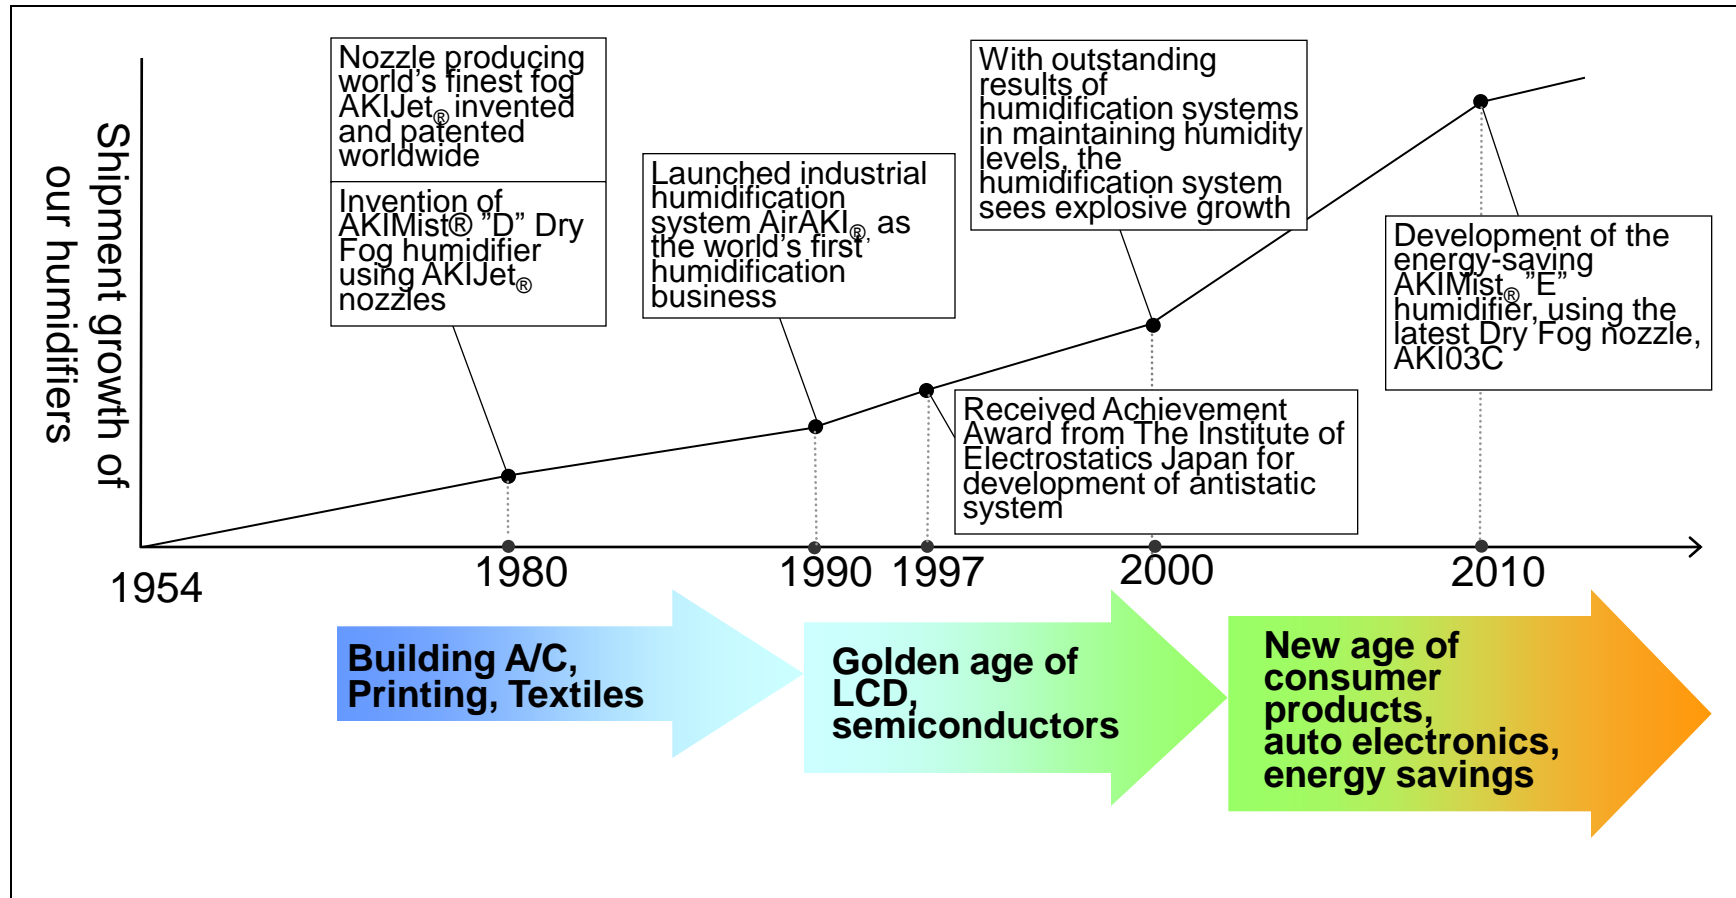 Shipment growth of
our humidifiers
Nozzle producing
world’s finest fog
AKIJet® invented
and patented
worldwide
Invention of
AKIMist® ”D” Dry
Fog humidifier
using AKIJet®
nozzles
Launched industrial
humidification
system AirAKI®, as
the world’s first
humidification
business
With outstanding
results of
humidification systems
in maintaining humidity
levels, the
humidification system
sees explosive growth
Received Achievement
Award from The Institute of
Electrostatics Japan for
development of antistatic
system
Development of the
energy-saving
AKIMist® ”E”
humidifier, using the
latest Dry Fog nozzle,
AKI03C
1954
1980
1990
1997
2000
2010
Building A/C,
Printing, Textiles
Golden age of
LCD,
semiconductors
New age of
consumer
products,
auto electronics,
energy savings